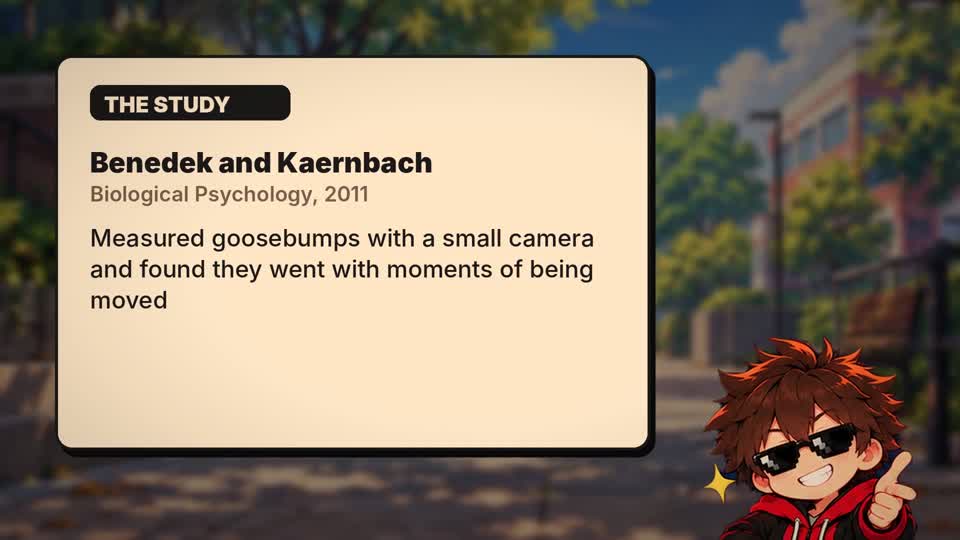 THE STUDY
Benedek and Kaernbach
Biological Psychology, 2011
Measured goosebumps with a small camera
and found they went with moments of being
moved